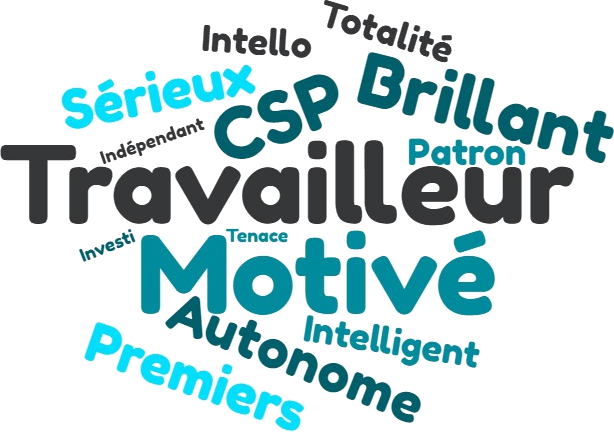 Totalité
Intello
Brillant
Sérieux
CSP
Indépendant
Patron
Travailleur
Investi
Tenace
Motivé
Autonome
Intelligent
Premiers